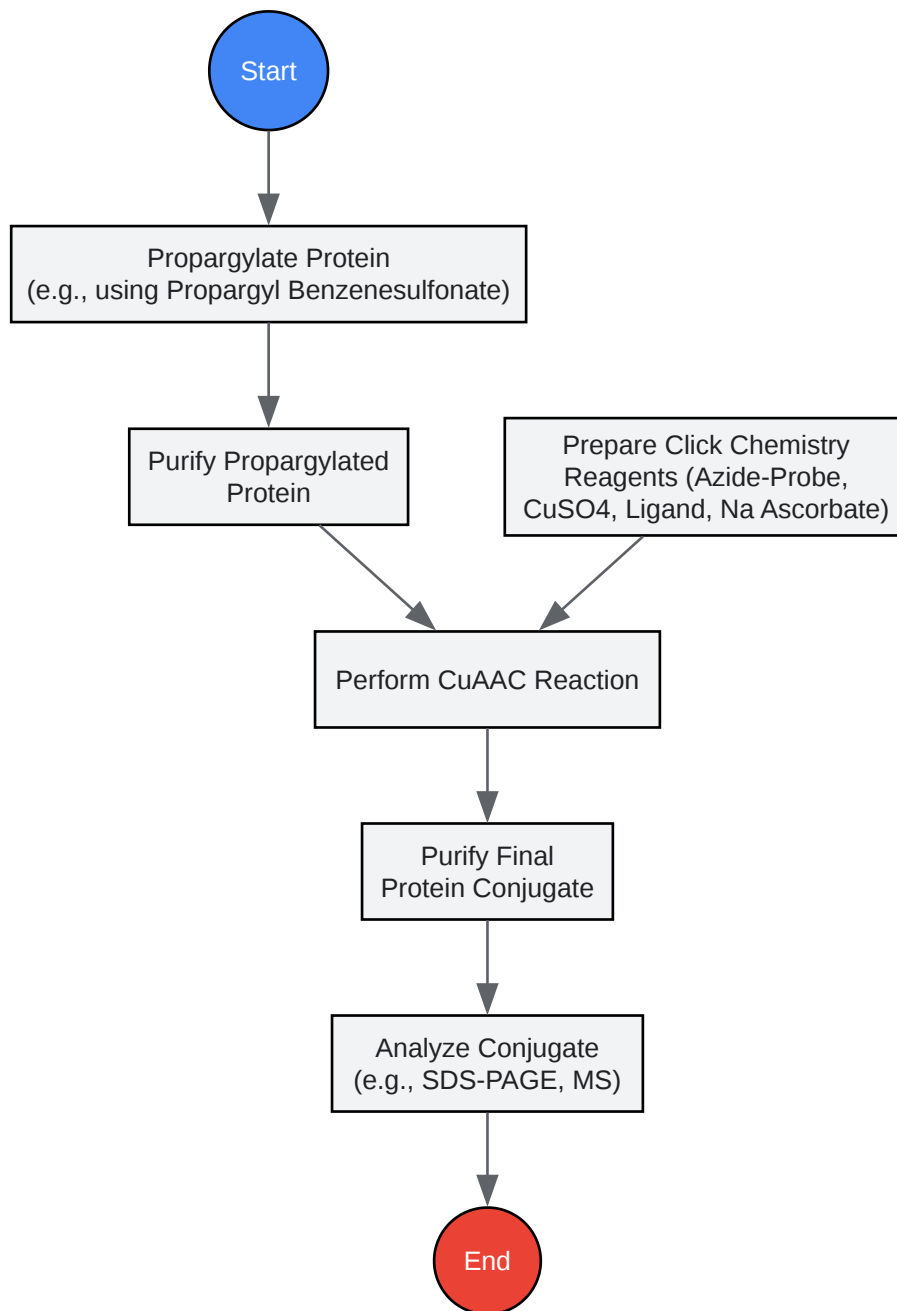 Start
Propargylate Protein
(e.g., using Propargyl Benzenesulfonate)
Purify Propargylated
Protein
Prepare Click Chemistry
Reagents (Azide-Probe,
CuSO4, Ligand, Na Ascorbate)
Perform CuAAC Reaction
Purify Final
Protein Conjugate
Analyze Conjugate
(e.g., SDS-PAGE, MS)
End